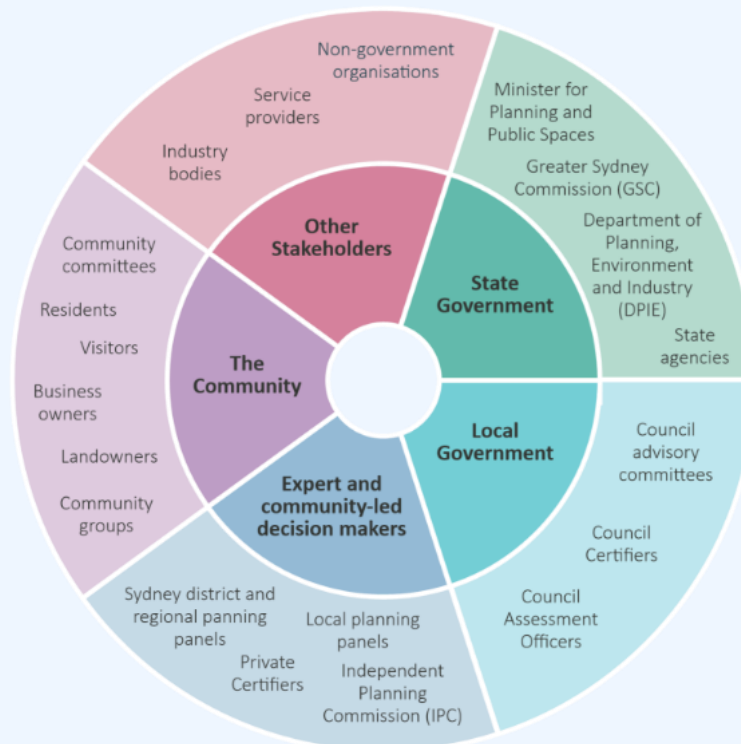 Non-government
organisations
Service
providers
Industry
bodies
Other
Stakeholders
Minister for
Planning and
Public Spaces
Greater Sydney
Commission (GSC)
Department of
Planning,
Environment
and Industry
(DPIE)
State
agencies
State
Government
Community
committees
Residents
Visitors
Business
owners
Landowners
Community
groups
The
Community
Local
Government
Council
advisory
committees
Council
Certifiers
Council
Assessment
Officers
Expert and
community-led
decision makers
Sydney district and
regional panning
panels
Local planning
panels
Private
Certifiers
Independent
Planning
Commission (IPC)